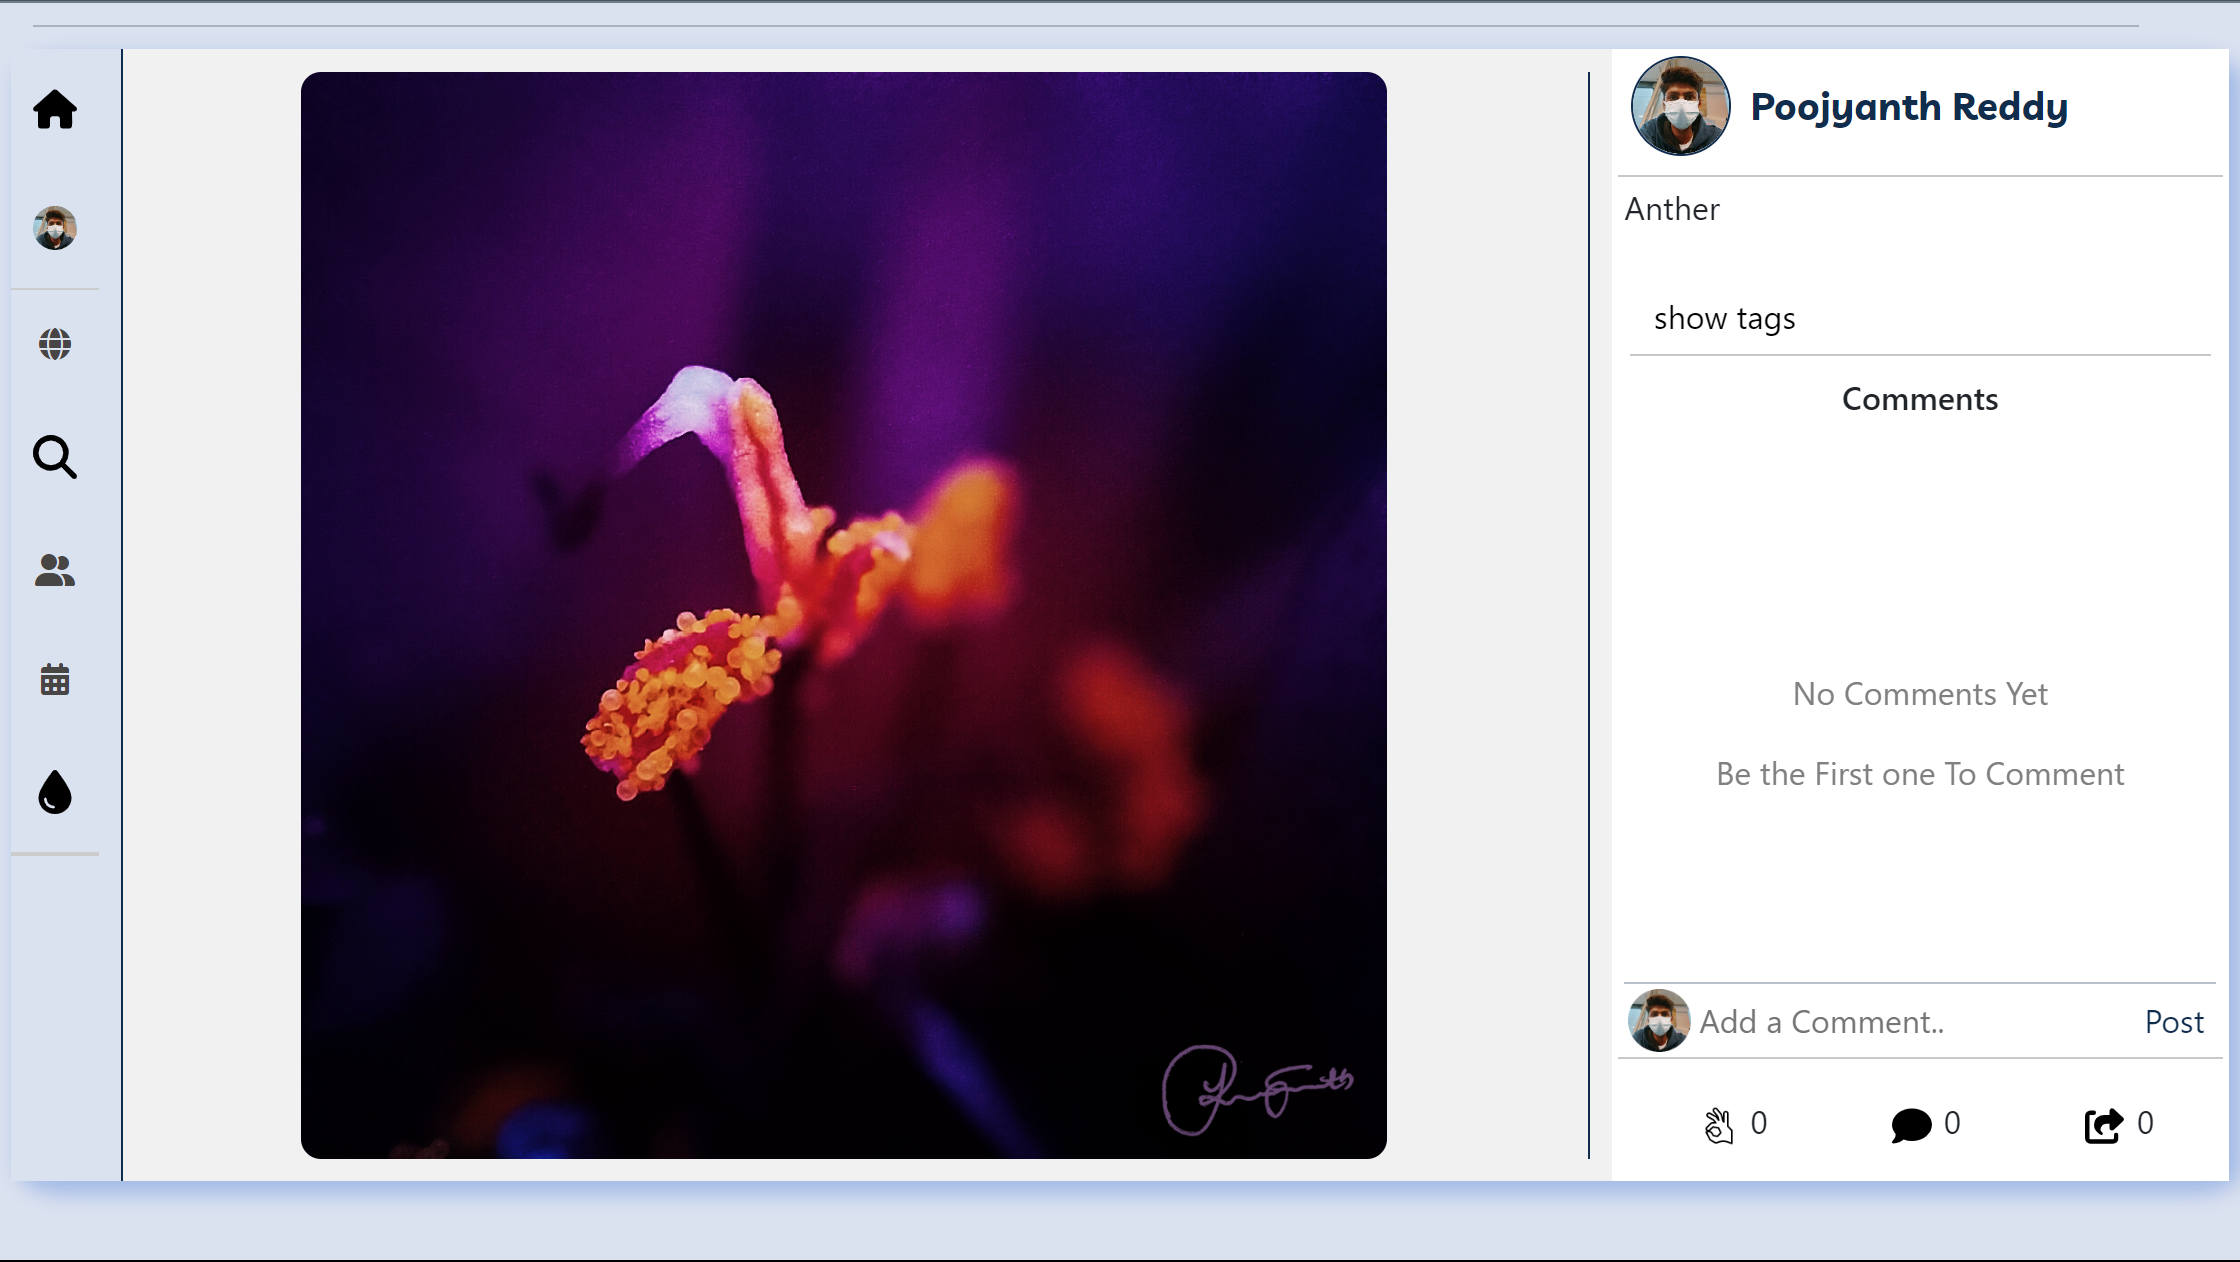 Poojyanth Reddy
Anther
show tags
Comments
No Comments Yet
Be the First one To Comment
Add a Comment..
Post
0
0
0